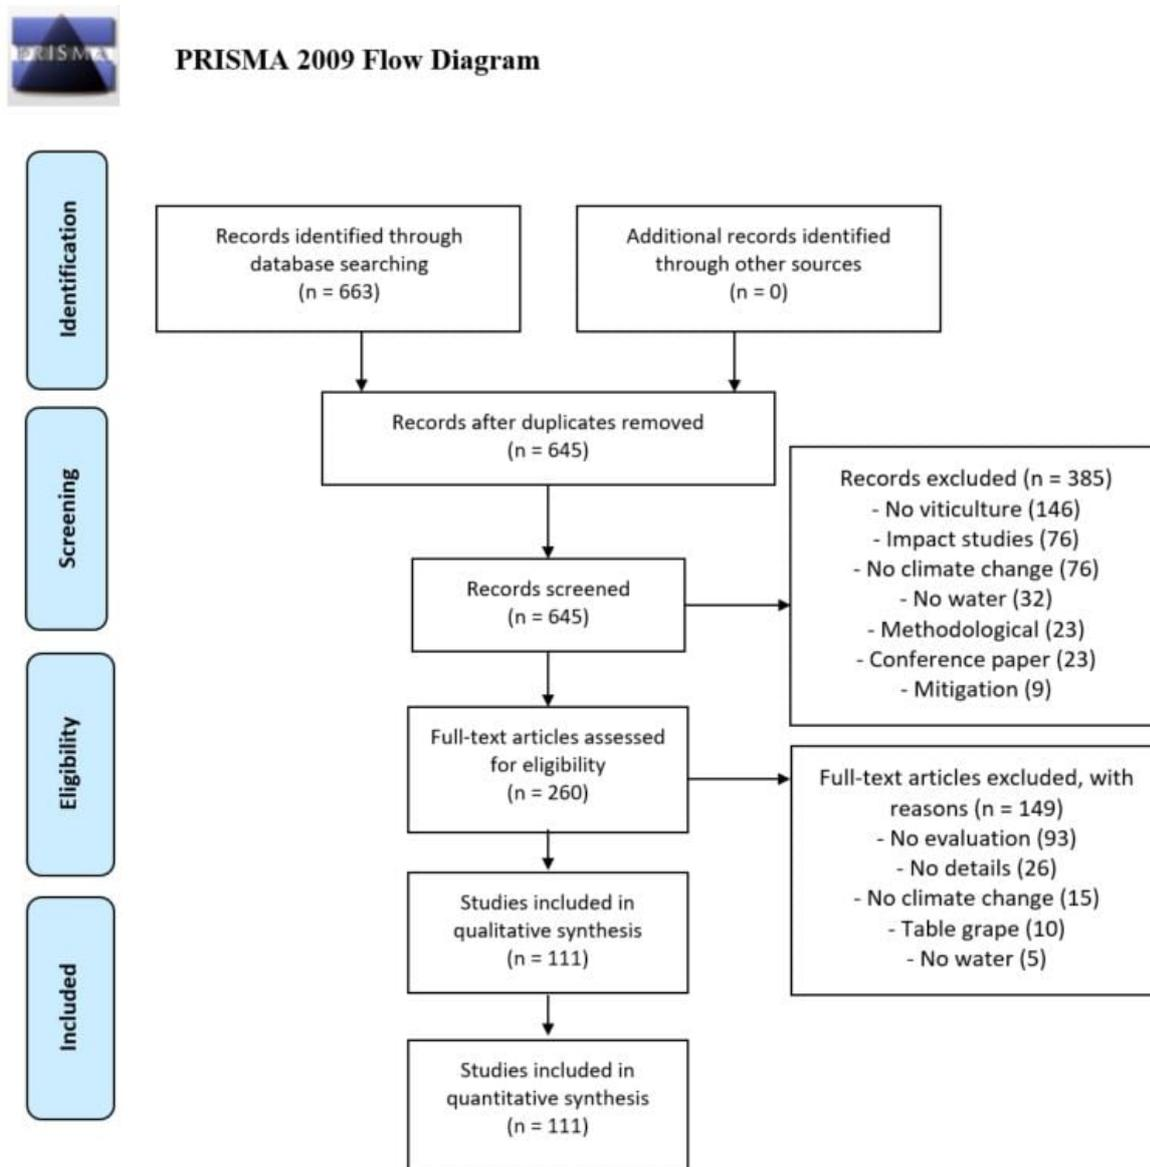 PRISMA
PRISMA 2009 Flow Diagram
Identification
Records identified through
database searching
(n = 663)
Additional records identified
through other sources
(n = 0)
Records after duplicates removed
(n = 645)
Screening
Records screened
(n = 645)
Records excluded (n = 385)
- No viticulture (146)
- Impact studies (76)
- No climate change (76)
- No water (32)
- Methodological (23)
- Conference paper (23)
- Mitigation (9)
Eligibility
Full-text articles assessed
for eligibility
(n = 260)
Full-text articles excluded, with
reasons (n = 149)
- No evaluation (93)
- No details (26)
- No climate change (15)
- Table grape (10)
- No water (5)
Included
Studies included in
qualitative synthesis
(n = 111)
Studies included in
quantitative synthesis
(n = 111)